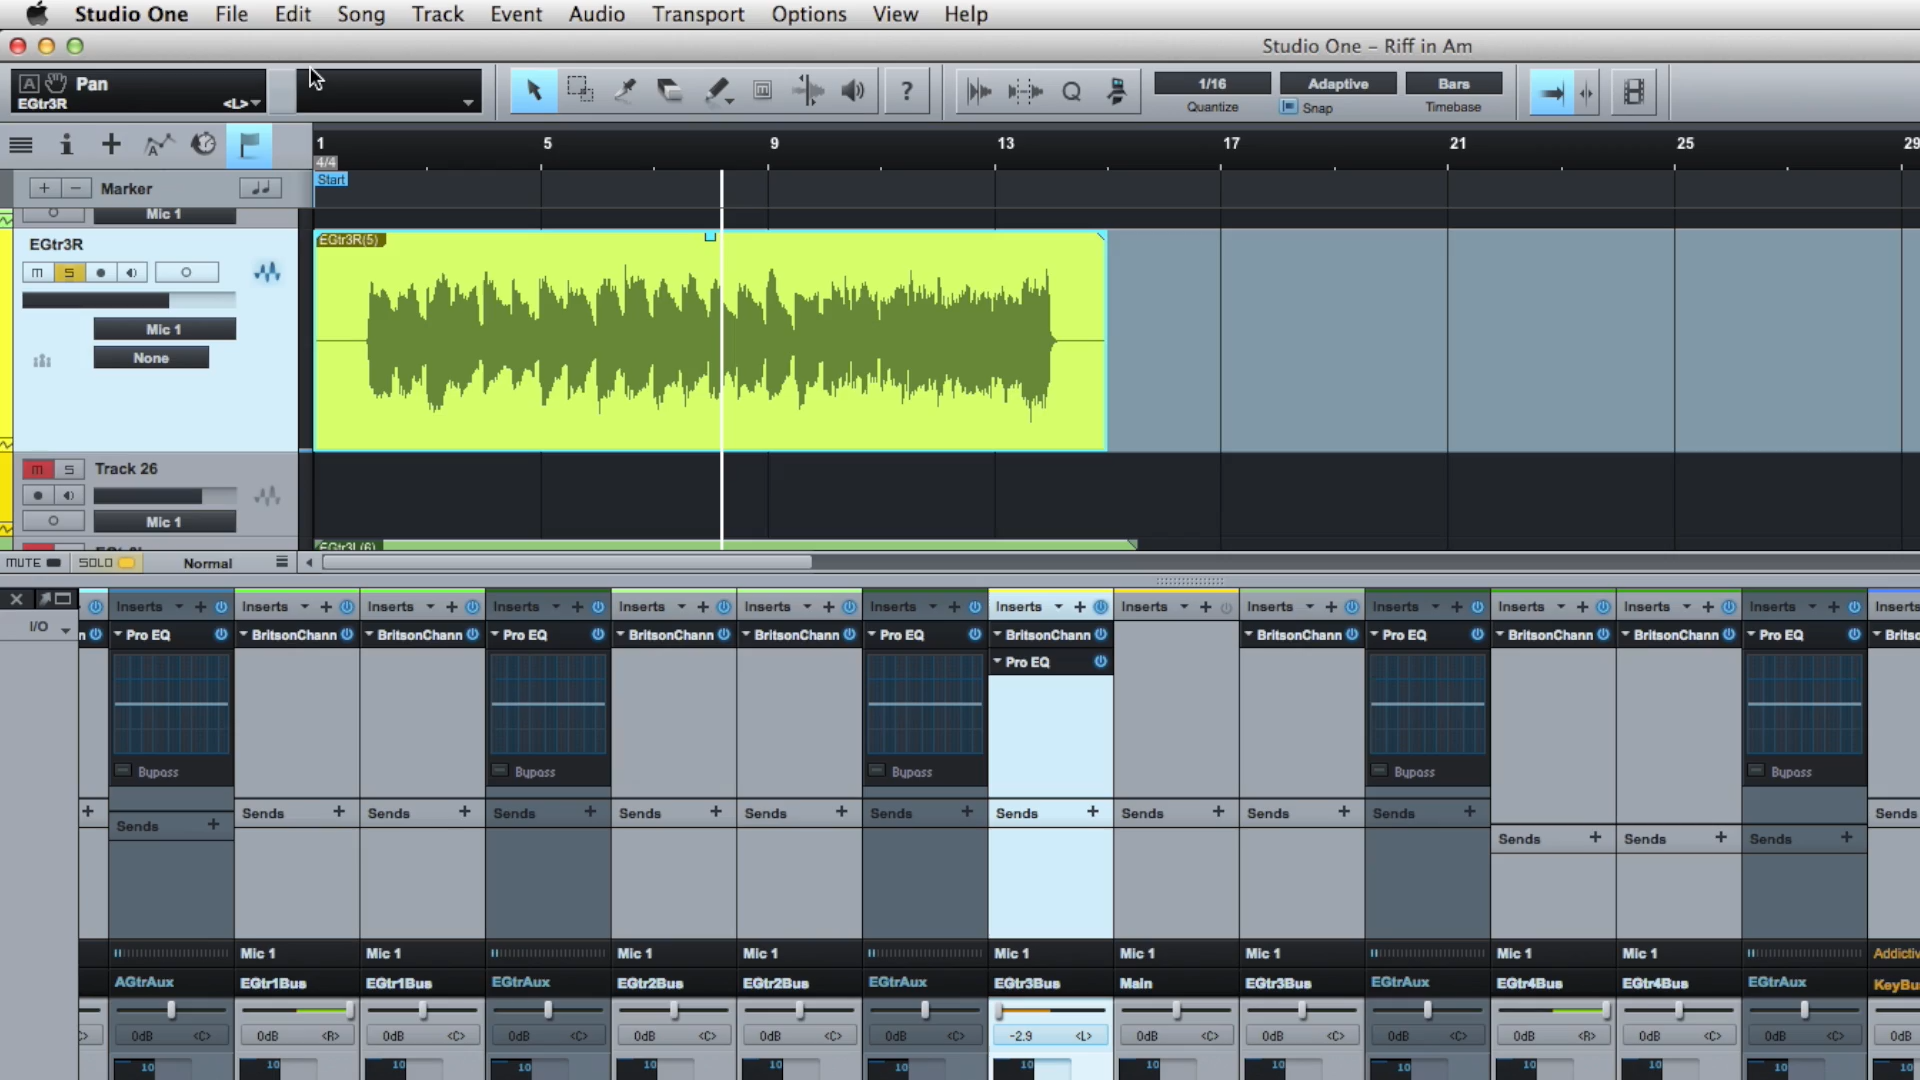 Studio One File Edit Song Track Event Audio Transport Options View Help
Studio One – Riff in Am
A Pan
EGtr3R <L>
? Q
1/16 Adaptive Bars
Quantize Snap Timebase
1 5 9 13 17 21 25 29
4/4
Start
+ - Marker
Mic 1
EGtr3R
EGtr3R(5)
m S
Mic 1
None
m S Track 26
Mic 1
EGtr3L(6)
MUTE SOLO Normal
Inserts Inserts Inserts Inserts Inserts Inserts Inserts Inserts Inserts Inserts Inserts Inserts Inserts Inserts Inserts
I/O
n Pro EQ BritsonChann BritsonChann Pro EQ BritsonChann BritsonChann Pro EQ BritsonChann BritsonChann Pro EQ BritsonChann BritsonChann Pro EQ Britso
Pro EQ
Bypass Bypass Bypass Bypass Bypass
Sends Sends Sends Sends Sends Sends Sends Sends Sends Sends Sends
Sends Sends Sends Sends
Mic 1 Mic 1 Mic 1 Mic 1 Mic 1 Mic 1 Mic 1 Mic 1 Mic 1 Addictiv
AGtrAux EGtr1Bus EGtr1Bus EGtrAux EGtr2Bus EGtr2Bus EGtrAux EGtr3Bus Main EGtr3Bus EGtrAux EGtr4Bus EGtr4Bus EGtrAux KeyBu
0dB <C> 0dB <R> 0dB <C> 0dB <C> 0dB <C> 0dB <C> 0dB <C> -2.9 <L> 0dB <C> 0dB <C> 0dB <C> 0dB <R> 0dB <C> 0dB <C> 0dB
10 10 10 10 10 10 10 10 10 10 10 10 10 10 10